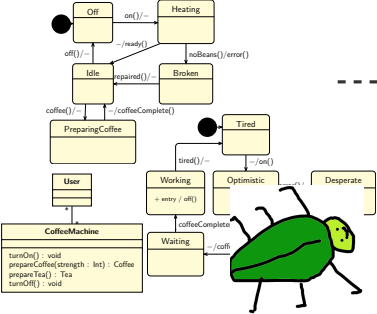 Off
on()/−
Heating
−/ready()
off()/−
noBeans()/error()
Idle
repaired()/−
Broken
coffee()/−
−/coffeeComplete()
PreparingCoffee
Tired
tired()/−
−/on()
Working
+ entry / off()
Optimistic
Desperate
User
*
*
CoffeeMachine
turnOn() : void
prepareCoffee(strength : Int) : Coffee
prepareTea() : Tea
turnOff() : void
coffeeComplete
Waiting
−/coff